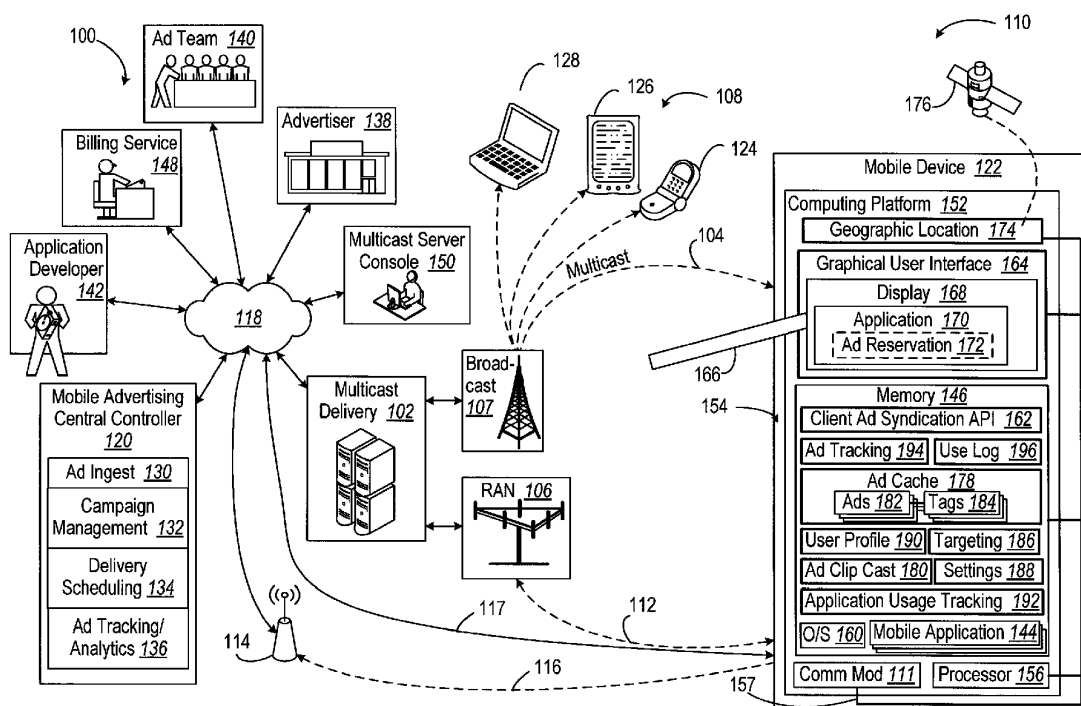 100
Ad Team 140
Billing Service
148
Advertiser 138
Application
Developer
142
118
Multicast Server
Console 150
Mobile Advertising
Central Controller
120
Ad Ingest 130
Campaign
Management 132
Delivery
Scheduling 134
Ad Tracking/
Analytics 136
Multicast
Delivery 102
Broad-
cast
107
RAN 106
114
116
117
112
128
126
108
124
Multicast
104
166
154
157
110
176
Mobile Device 122
Computing Platform 152
Geographic Location 174
Graphical User Interface 164
Display 168
Application 170
Ad Reservation 172
Memory 146
Client Ad Syndication API 162
Ad Tracking 194
Use Log 196
Ad Cache 178
Ads 182
Tags 184
User Profile 190
Targeting 186
Ad Clip Cast 180
Settings 188
Application Usage Tracking 192
O/S 160
Mobile Application 144
Comm Mod 111
Processor 156